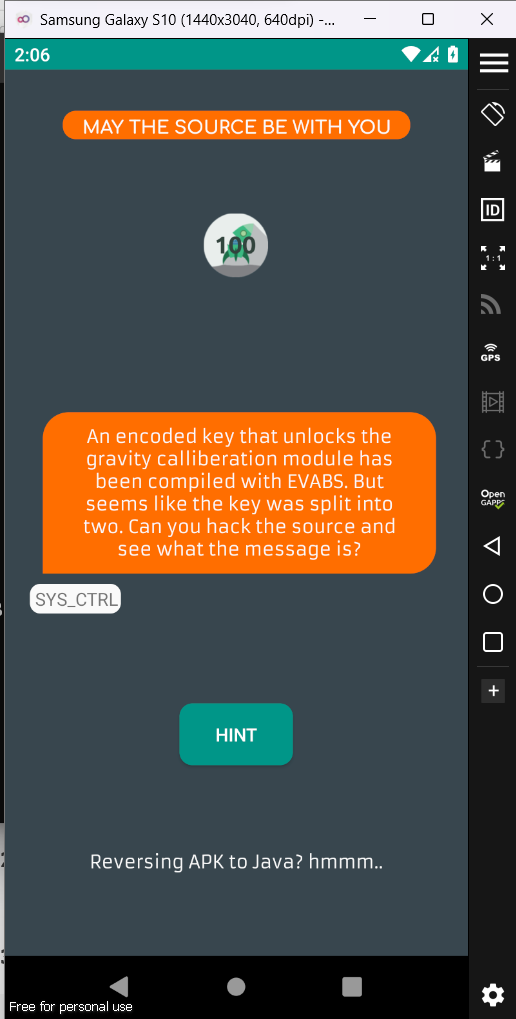 Samsung Galaxy S10 (1440x3040, 640dpi) -...
2:06
MAY THE SOURCE BE WITH YOU
100
ID
1:1
GPS
An encoded key that unlocks the
gravity calliberation module has
been compiled with EVABS. But
seems like the key was split into
two. Can you hack the source and
see what the message is?
Open
GAPPS
SYS_CTRL
HINT
Reversing APK to Java? hmmm..
Free for personal use